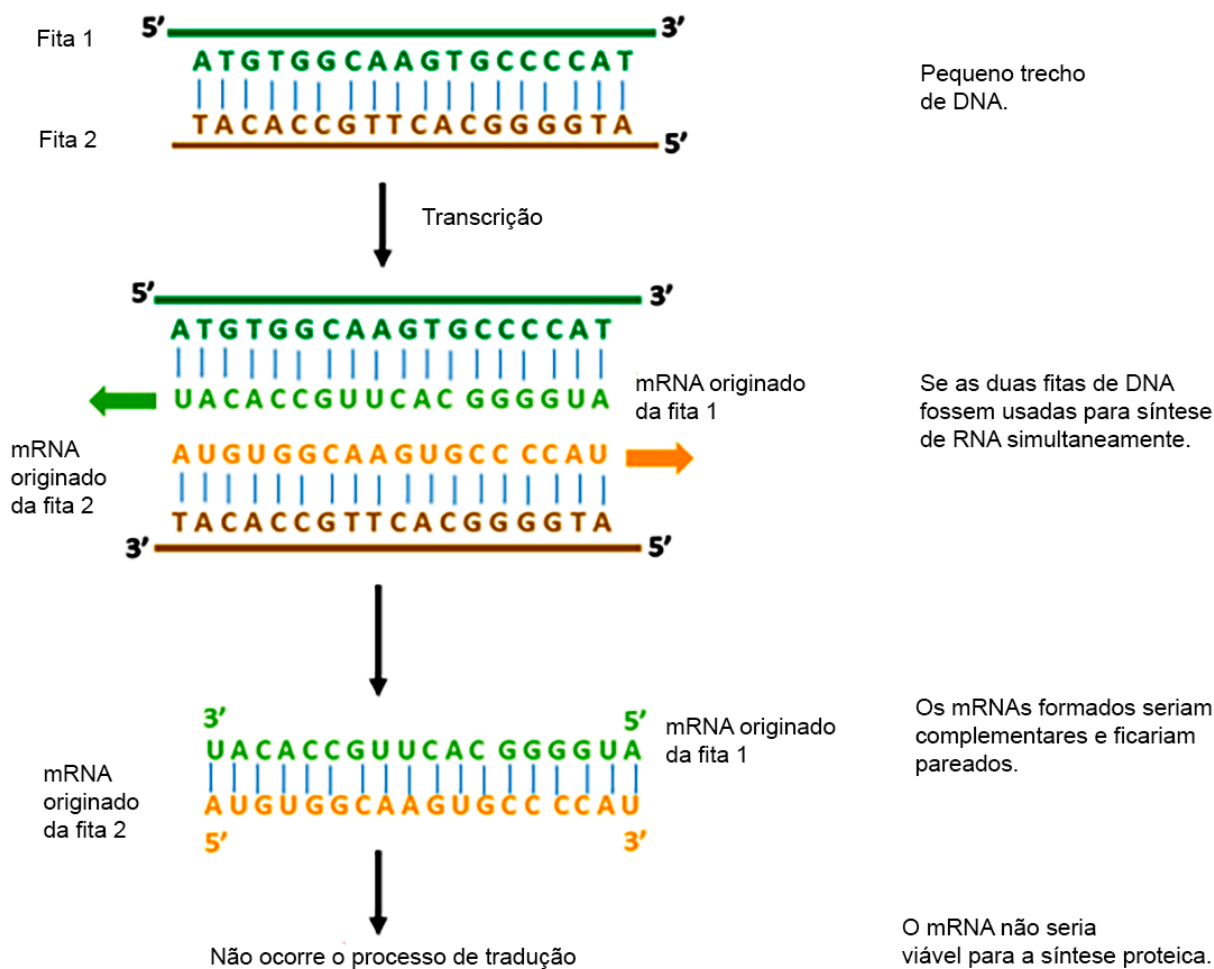 Fita 1
5’
3’
ATGTGGCAAGTGCCCCAT
Pequeno trecho
de DNA.
TACACCGTTCACGGGGTA
Fita 2
5’
Transcrição
5’
3’
ATGTGGCAAGTGCCCCAT
UACACCGUUCAC GGGGUA
mRNA originado
da fita 1
Se as duas fitas de DNA
fossem usadas para síntese
de RNA simultaneamente.
mRNA
originado
da fita 2
AUGUGGCAAGUGCC CCAU
TACACCGTTCACGGGGTA
3’
5’
3’
5’
UACACCGUUCAC GGGGUA
mRNA originado
da fita 1
Os mRNAs formados seriam
complementares e ficariam
pareados.
mRNA
originado
da fita 2
AUGUGGCAAGUGCC CCAU
5’
3’
Não ocorre o processo de tradução
O mRNA não seria
viável para a síntese proteica.